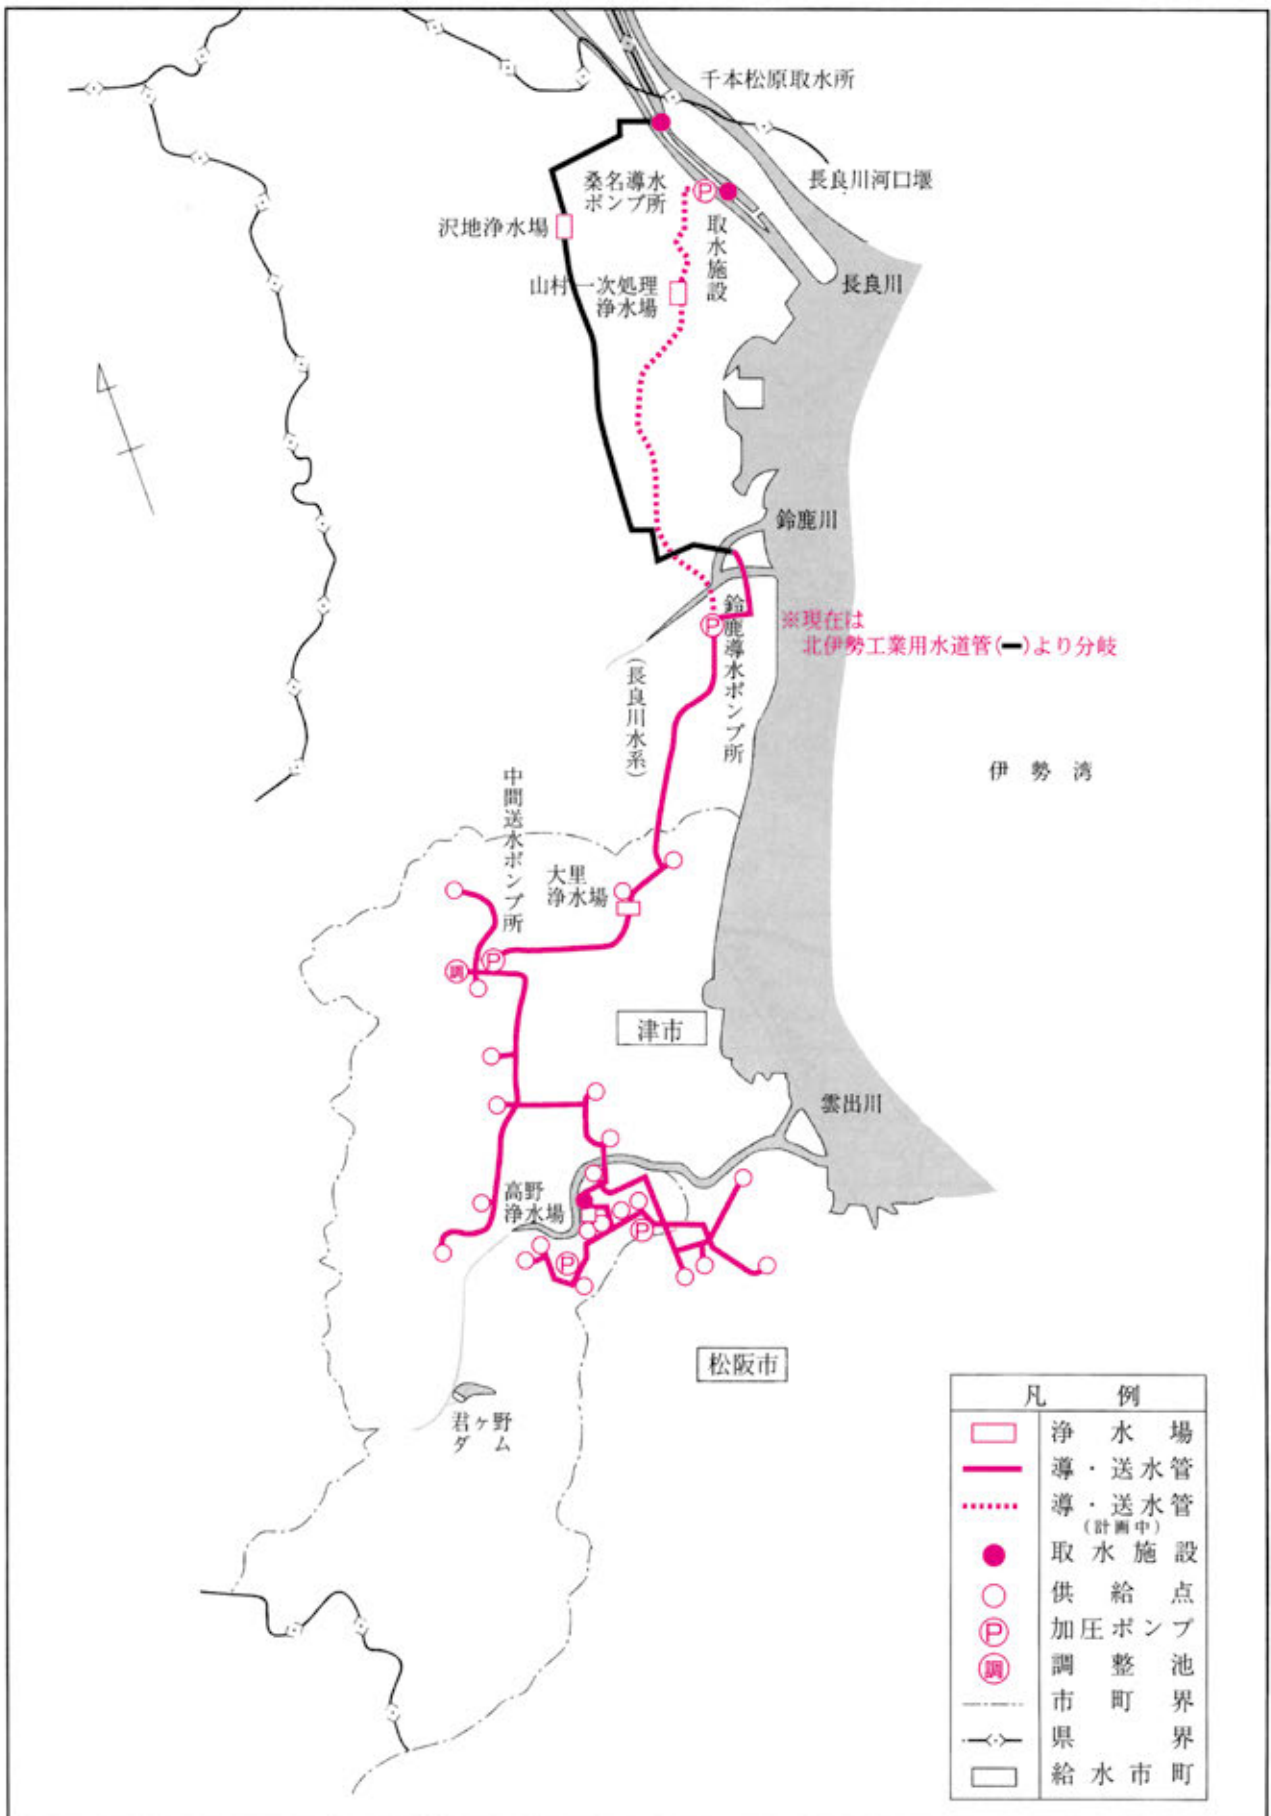 千本松原取水所
長良川河口堰
桑名導水
ポンプ所
取水施設
沢地浄水場
山村一次処理
浄水場
長良川
鈴鹿川
鈴鹿導水ポンプ所
※現在は
北伊勢工業用水道管(━)より分岐
(長良川水系)
伊勢湾
中間送水ポンプ所
大里
浄水場
津市
雲出川
高野
浄水場
松阪市
君ヶ野
ダム
凡例
浄水場
導・送水管
導・送水管
(計画中)
取水施設
供給点
P 加圧ポンプ
調 調整池
市町界
県界
給水市町
P
P
P
調
P
P